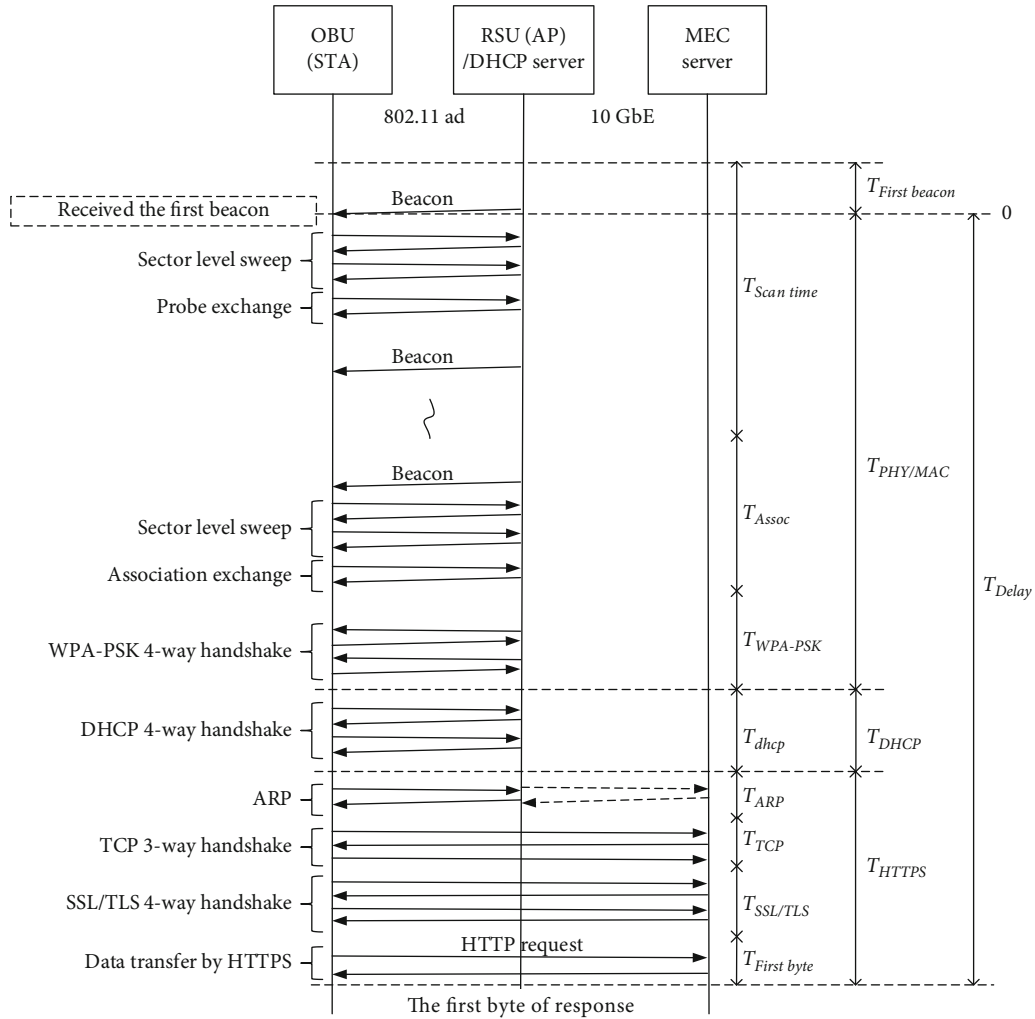 OBU
(STA)
RSU (AP)
/DHCP server
MEC
server
802.11 ad
10 GbE
T_First beacon
Beacon
Received the first beacon
0
Sector level sweep
T_Scan time
Probe exchange
Beacon
T_PHY/MAC
Beacon
T_Assoc
Sector level sweep
Association exchange
T_Delay
WPA-PSK 4-way handshake
T_WPA-PSK
DHCP 4-way handshake
T_dhcp
T_DHCP
ARP
T_ARP
TCP 3-way handshake
T_TCP
T_HTTPS
SSL/TLS 4-way handshake
T_SSL/TLS
HTTP request
Data transfer by HTTPS
T_First byte
The first byte of response